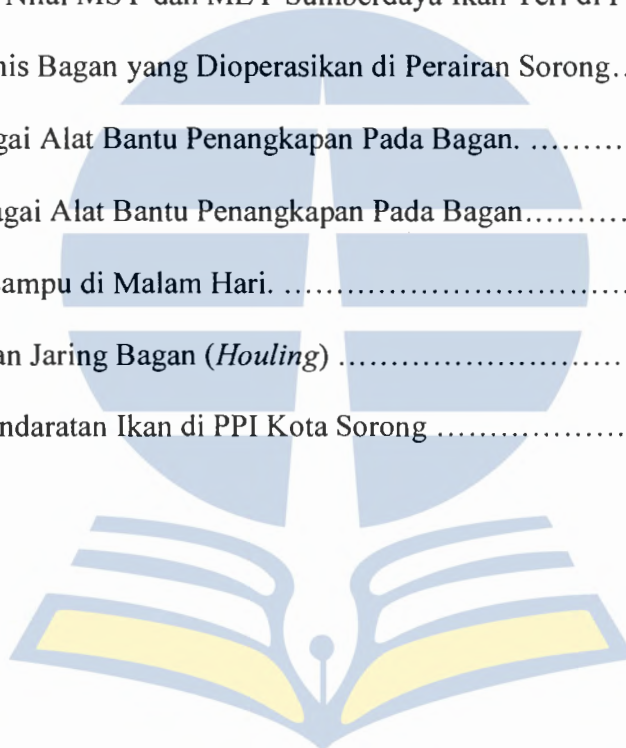 Nilai MSY dan MEY Sumberdaya Ikan Teri di
nis Bagan yang Dioperasikan di Perairan Sorong..
gai Alat Bantu Penangkapan Pada Bagan. ..........
agai Alat Bantu Penangkapan Pada Bagan............
ampu di Malam Hari. ..................................
an Jaring Bagan (Houling) ............................
ndaratan Ikan di PPI Kota Sorong ...................